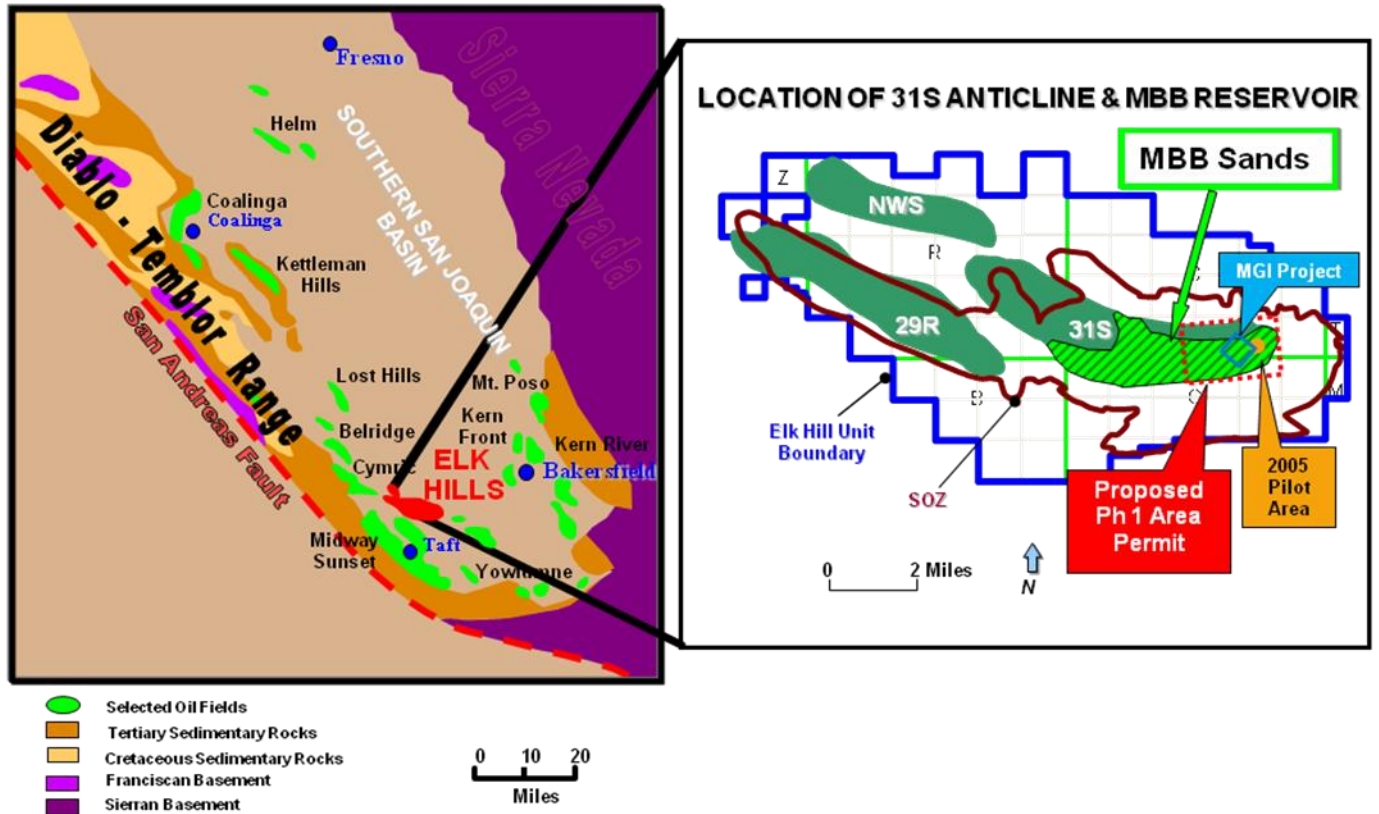 Fresno
Sierra Nevada
Helm
SOUTHERN SAN JOAQUIN
BASIN
Diablo - Temblor Range
Coalinga
Coalinga
Kettleman
Hills
San Andreas Fault
Lost Hills
Mt. Poso
Belridge
Kern
Front
Kern River
Cymric
ELK
HILLS
Bakersfield
Midway
Sunset
Taft
Yowlumne
Selected Oil Fields
Tertiary Sedimentary Rocks
Cretaceous Sedimentary Rocks
Franciscan Basement
Sierran Basement
0 10 20
Miles
LOCATION OF 31S ANTICLINE & MBB RESERVOIR
MBB Sands
Z
NWS
R
MGI Project
29R
31S
B
M
Elk Hill Unit
Boundary
SOZ
Proposed
Ph 1 Area
Permit
2005
Pilot
Area
0 2 Miles
N